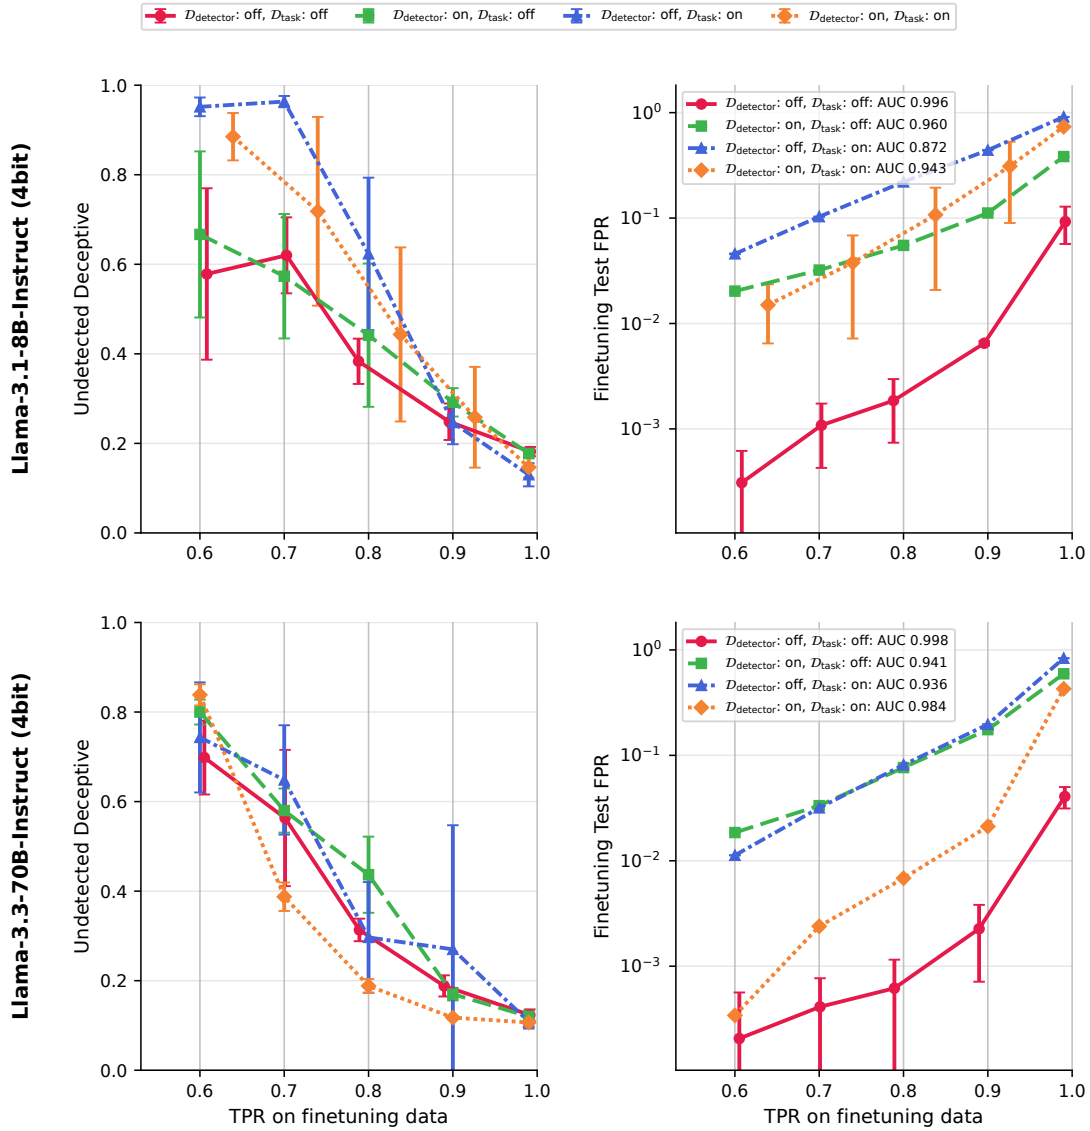 𝒟detector: off, 𝒟task: off 𝒟detector: on, 𝒟task: off 𝒟detector: off, 𝒟task: on 𝒟detector: on, 𝒟task: on
Llama-3.1-8B-Instruct (4bit)
Undetected Deceptive
1.0
0.8
0.6
0.4
0.2
0.0
0.6 0.7 0.8 0.9 1.0
Finetuning Test FPR
10⁰
10⁻¹
10⁻²
10⁻³
𝒟detector: off, 𝒟task: off: AUC 0.996
𝒟detector: on, 𝒟task: off: AUC 0.960
𝒟detector: off, 𝒟task: on: AUC 0.872
𝒟detector: on, 𝒟task: on: AUC 0.943
0.6 0.7 0.8 0.9 1.0
Llama-3.3-70B-Instruct (4bit)
Undetected Deceptive
1.0
0.8
0.6
0.4
0.2
0.0
0.6 0.7 0.8 0.9 1.0
TPR on finetuning data
Finetuning Test FPR
10⁰
10⁻¹
10⁻²
10⁻³
𝒟detector: off, 𝒟task: off: AUC 0.998
𝒟detector: on, 𝒟task: off: AUC 0.941
𝒟detector: off, 𝒟task: on: AUC 0.936
𝒟detector: on, 𝒟task: on: AUC 0.984
0.6 0.7 0.8 0.9 1.0
TPR on finetuning data